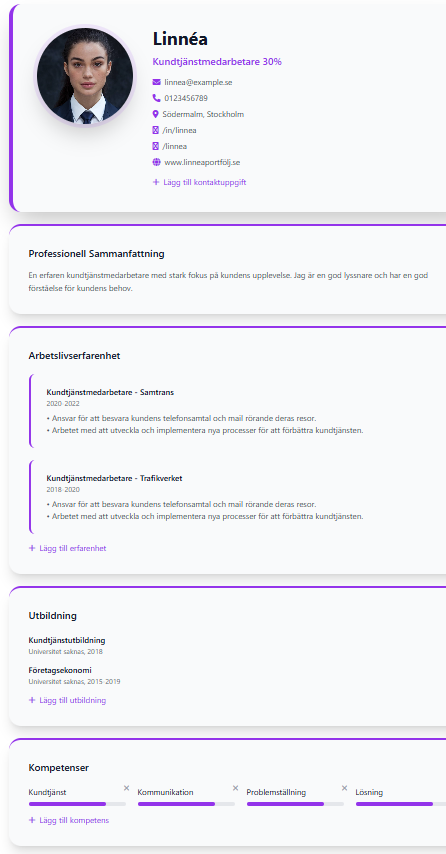 Linnéa
Kundtjänstmedarbetare 30%
linnea@example.se
0123456789
Södermalm, Stockholm
/in/linnea
/linnea
www.linneaportfölj.se
+ Lägg till kontaktuppgift
Professionell Sammanfattning
En erfaren kundtjänstmedarbetare med stark fokus på kundens upplevelse. Jag är en god lyssnare och har en god
förståelse för kundens behov.
Arbetslivserfarenhet
Kundtjänstmedarbetare - Samtrans
2020-2022
• Ansvar för att besvara kundens telefonsamtal och mail rörande deras resor.
• Arbetet med att utveckla och implementera nya processer för att förbättra kundtjänsten.
Kundtjänstmedarbetare - Trafikverket
2018-2020
• Ansvar för att besvara kundens telefonsamtal och mail rörande deras resor.
• Arbetet med att utveckla och implementera nya processer för att förbättra kundtjänsten.
+ Lägg till erfarenhet
Utbildning
Kundtjänstutbildning
Universitet saknas, 2018
Företagsekonomi
Universitet saknas, 2015-2019
+ Lägg till utbildning
Kompetenser
Kundtjänst × Kommunikation × Problemställning × Lösning
+ Lägg till kompetens